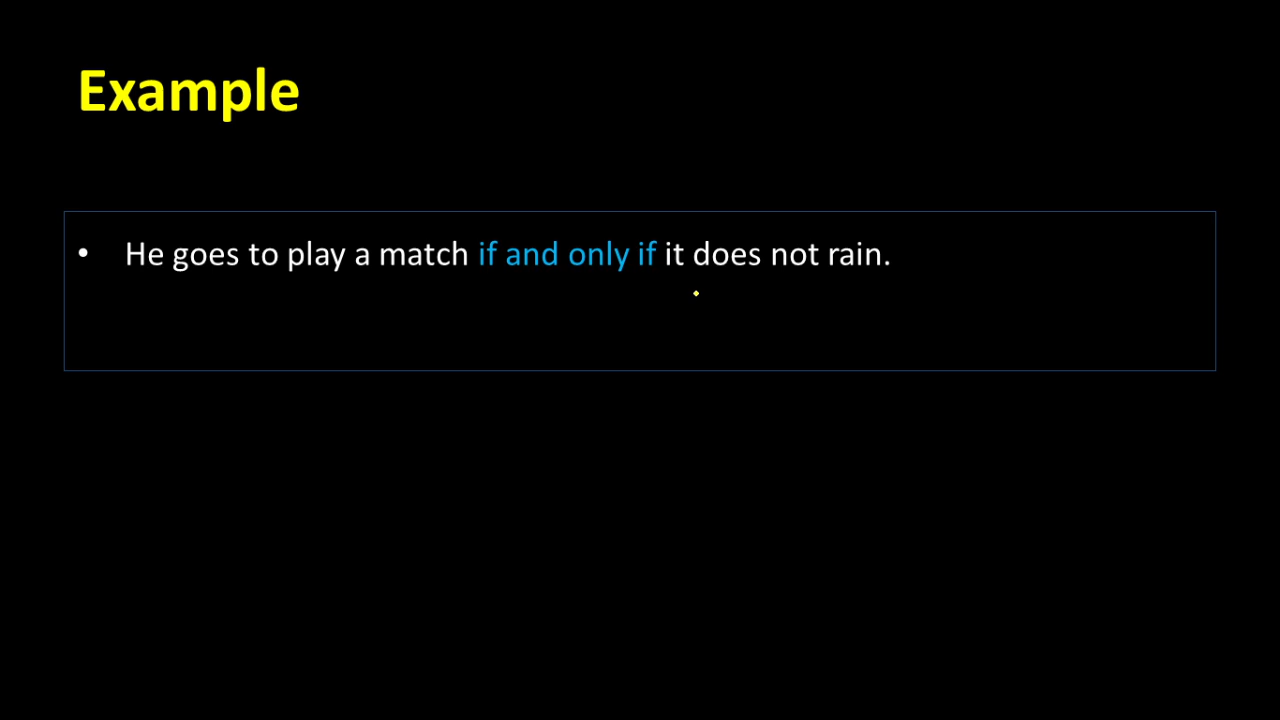 Example
• He goes to play a match if and only if it does not rain.